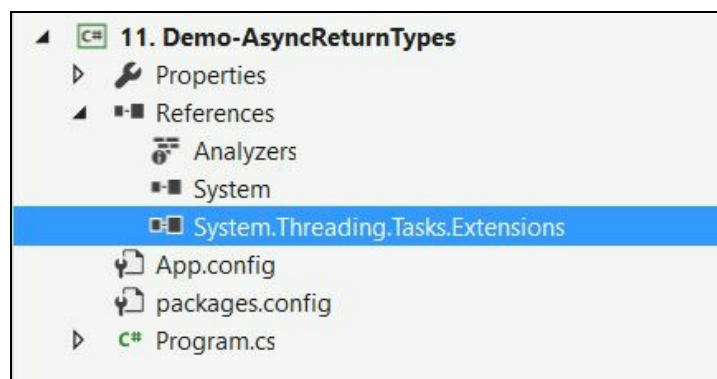 C# 11. Demo-AsyncReturnTypes
Properties
References
Analyzers
System
System.Threading.Tasks.Extensions
App.config
packages.config
C# Program.cs